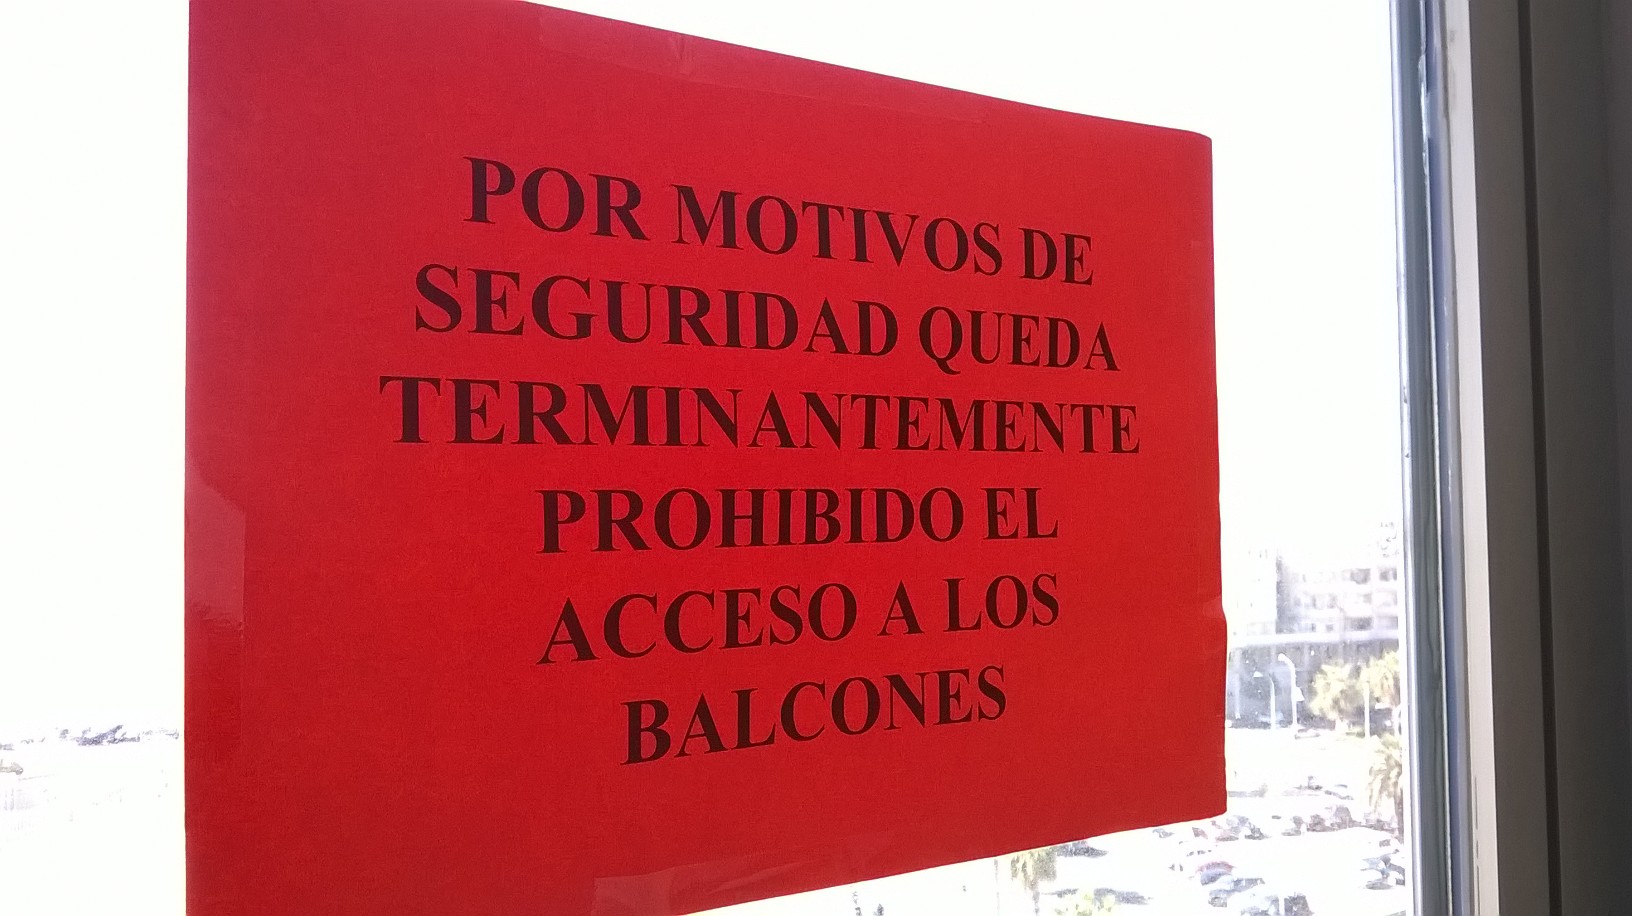 POR MOTIVOS DE
SEGURIDAD QUEDA
TERMINANTEMENTE
PROHIBIDO EL
ACCESO A LOS
BALCONES